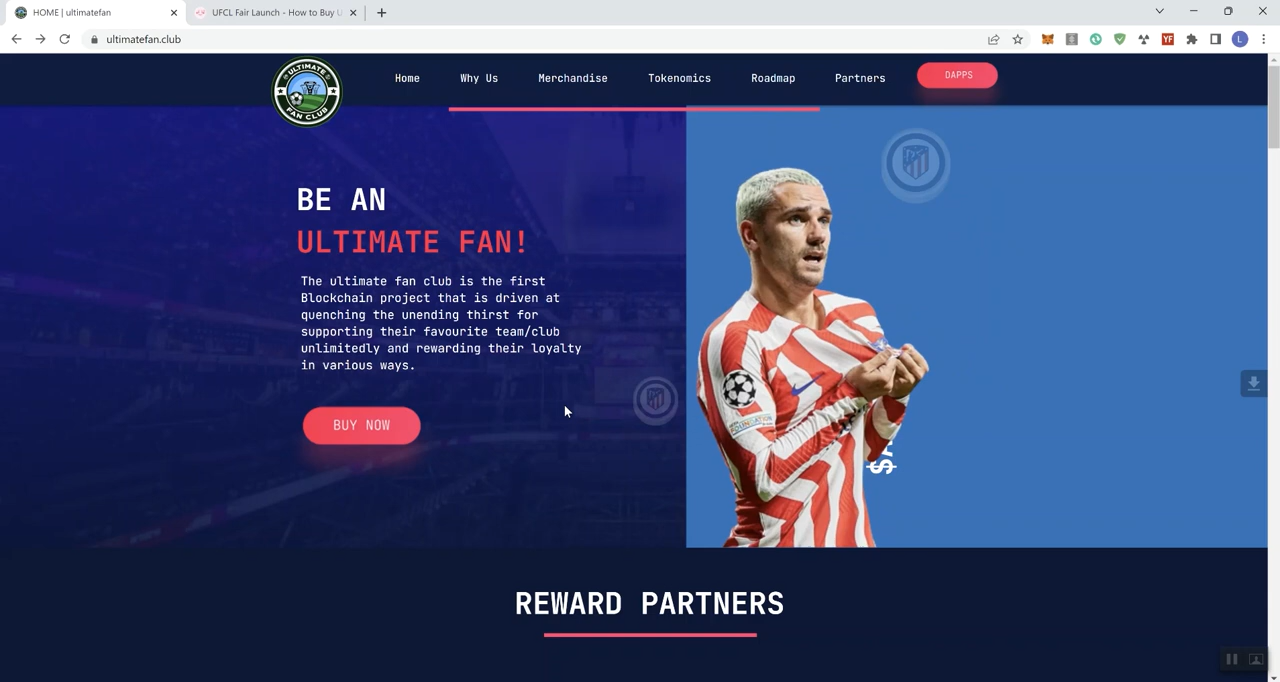 HOME | ultimatefan
UFCL Fair Launch - How to Buy U
ultimatefan.club
YF
L
ULTIMATE
FAN CLUB
Home
Why Us
Merchandise
Tokenomics
Roadmap
Partners
DAPPS
BE AN
ULTIMATE FAN!
The ultimate fan club is the first
Blockchain project that is driven at
quenching the unending thirst for
supporting their favourite team/club
unlimitedly and rewarding their loyalty
in various ways.
BUY NOW
FOUNDATION
REWARD PARTNERS